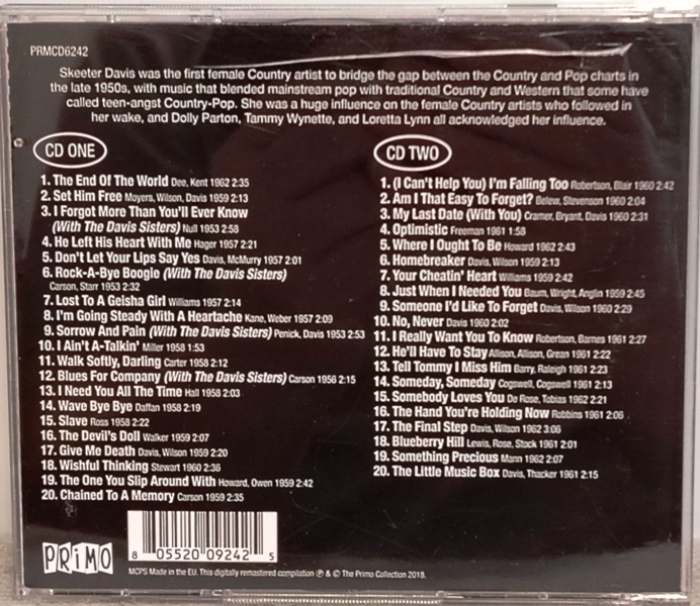 PRMCD6242
Skeeter Davis was the first female Country artist to bridge the gap between the Country and Pop charts in
the late 1950s, with music that blended mainstream pop with traditional Country and Western that some have
called teen-angst Country-Pop. She was a huge influence on the female Country artists who followed in
her wake, and Dolly Parton, Tammy Wynette, and Loretta Lynn all acknowledged her influence.
CD ONE
1. The End Of The World Dee, Kent 1962 2:35
2. Set Him Free Moyers, Wilson, Davis 1959 2:13
3. I Forgot More Than You'll Ever Know
(With The Davis Sisters) Null 1953 2:58
4. He Left His Heart With Me Hager 1957 2:21
5. Don't Let Your Lips Say Yes Davis, McMurry 1957 2:01
6. Rock-A-Bye Boogie (With The Davis Sisters)
Carson, Starr 1953 2:32
7. Lost To A Geisha Girl Williams 1957 2:14
8. I'm Going Steady With A Heartache Kane, Weber 1957 2:09
9. Sorrow And Pain (With The Davis Sisters) Penick, Davis 1953 2:53
10. I Ain't A-Talkin' Miller 1958 1:53
11. Walk Softly, Darling Carter 1958 2:12
12. Blues For Company (With The Davis Sisters) Carson 1956 2:15
13. I Need You All The Time Hall 1958 2:03
14. Wave Bye Bye Daffan 1958 2:19
15. Slave Ross 1958 2:22
16. The Devil's Doll Walker 1959 2:07
17. Give Me Death Davis, Wilson 1959 2:20
18. Wishful Thinking Stewart 1960 2:36
19. The One You Slip Around With Howard, Owen 1959 2:42
20. Chained To A Memory Carson 1959 2:35
CD TWO
1. (I Can't Help You) I'm Falling Too Robertson, Blair 1960 2:42
2. Am I That Easy To Forget? Belew, Stevenson 1960 2:04
3. My Last Date (With You) Cramer, Bryant, Davis 1960 2:31
4. Optimistic Freeman 1961 1:58
5. Where I Ought To Be Howard 1962 2:43
6. Homebreaker Davis, Wilson 1959 2:13
7. Your Cheatin' Heart Williams 1959 2:42
8. Just When I Needed You Baum, Wright, Anglin 1959 2:45
9. Someone I'd Like To Forget Davis, Wilson 1960 2:29
10. No, Never Davis 1960 2:02
11. I Really Want You To Know Robertson, Barnes 1961 2:27
12. He'll Have To Stay Allison, Allison, Grean 1961 2:22
13. Tell Tommy I Miss Him Barry, Raleigh 1961 2:23
14. Someday, Someday Cogswell, Cogswell 1961 2:13
15. Somebody Loves You De Rose, Tobias 1962 2:21
16. The Hand You're Holding Now Robbins 1961 2:06
17. The Final Step Davis, Wilson 1962 3:06
18. Blueberry Hill Lewis, Rose, Stock 1961 2:01
19. Something Precious Mann 1962 2:07
20. The Little Music Box Davis, Thacker 1961 2:15
PRiMO
8 05520 09242 5
MCPS Made in the EU. This digitally remastered compilation ℗ & © The Primo Collection 2018.